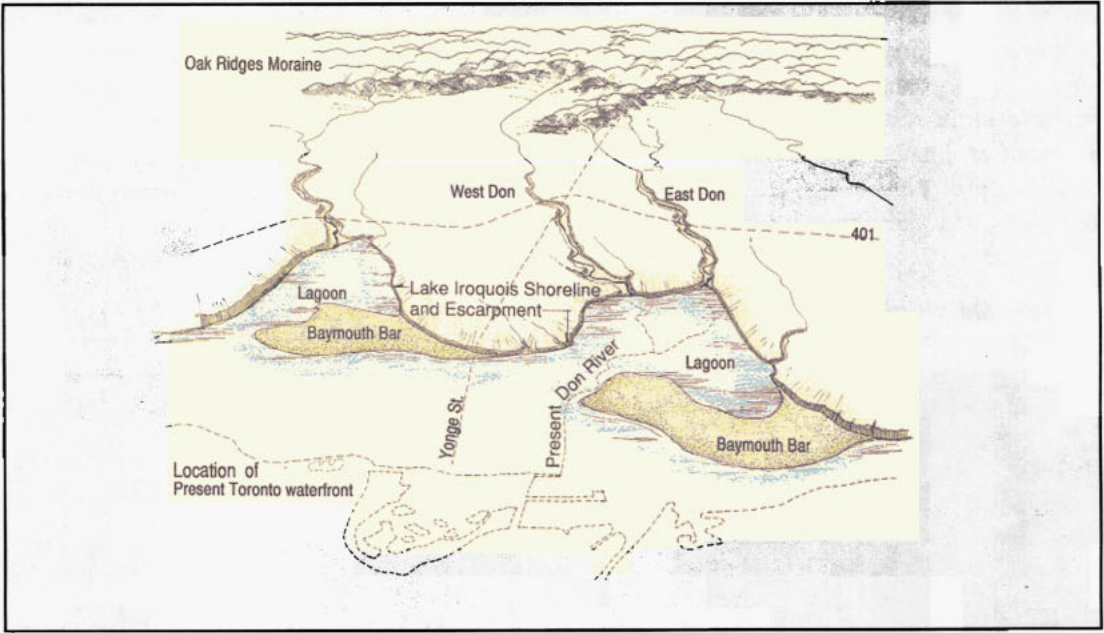 Oak Ridges Moraine
West Don
East Don
401
Lagoon
Lake Iroquois Shoreline
and Escarpment
Baymouth Bar
Lagoon
Present Don River
Yonge St.
Baymouth Bar
Location of
Present Toronto waterfront